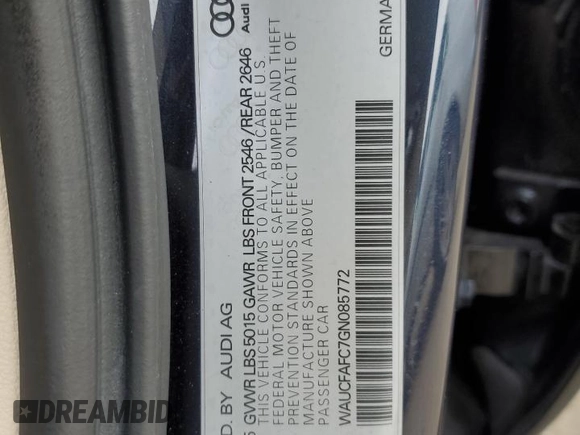 Audi
GERMA
D. BY AUDI AG
GVWR LBS 5015 GAWR LBS FRONT 2546 /REAR 2646
THIS VEHICLE CONFORMS TO ALL APPLICABLE U S
FEDERAL MOTOR VEHICLE SAFETY, BUMPER AND THEFT
PREVENTION STANDARDS IN EFFECT ON THE DATE OF
MANUFACTURE SHOWN ABOVE
PASSENGER CAR
WAUCFAFC7GN085772
DREAMBID.COM